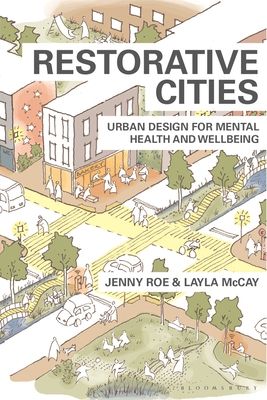 RESTORATIVE
CITIES
URBAN DESIGN FOR MENTAL
HEALTH AND WELLBEING
JENNY ROE & LAYLA McCAY
BLOOMSBURY